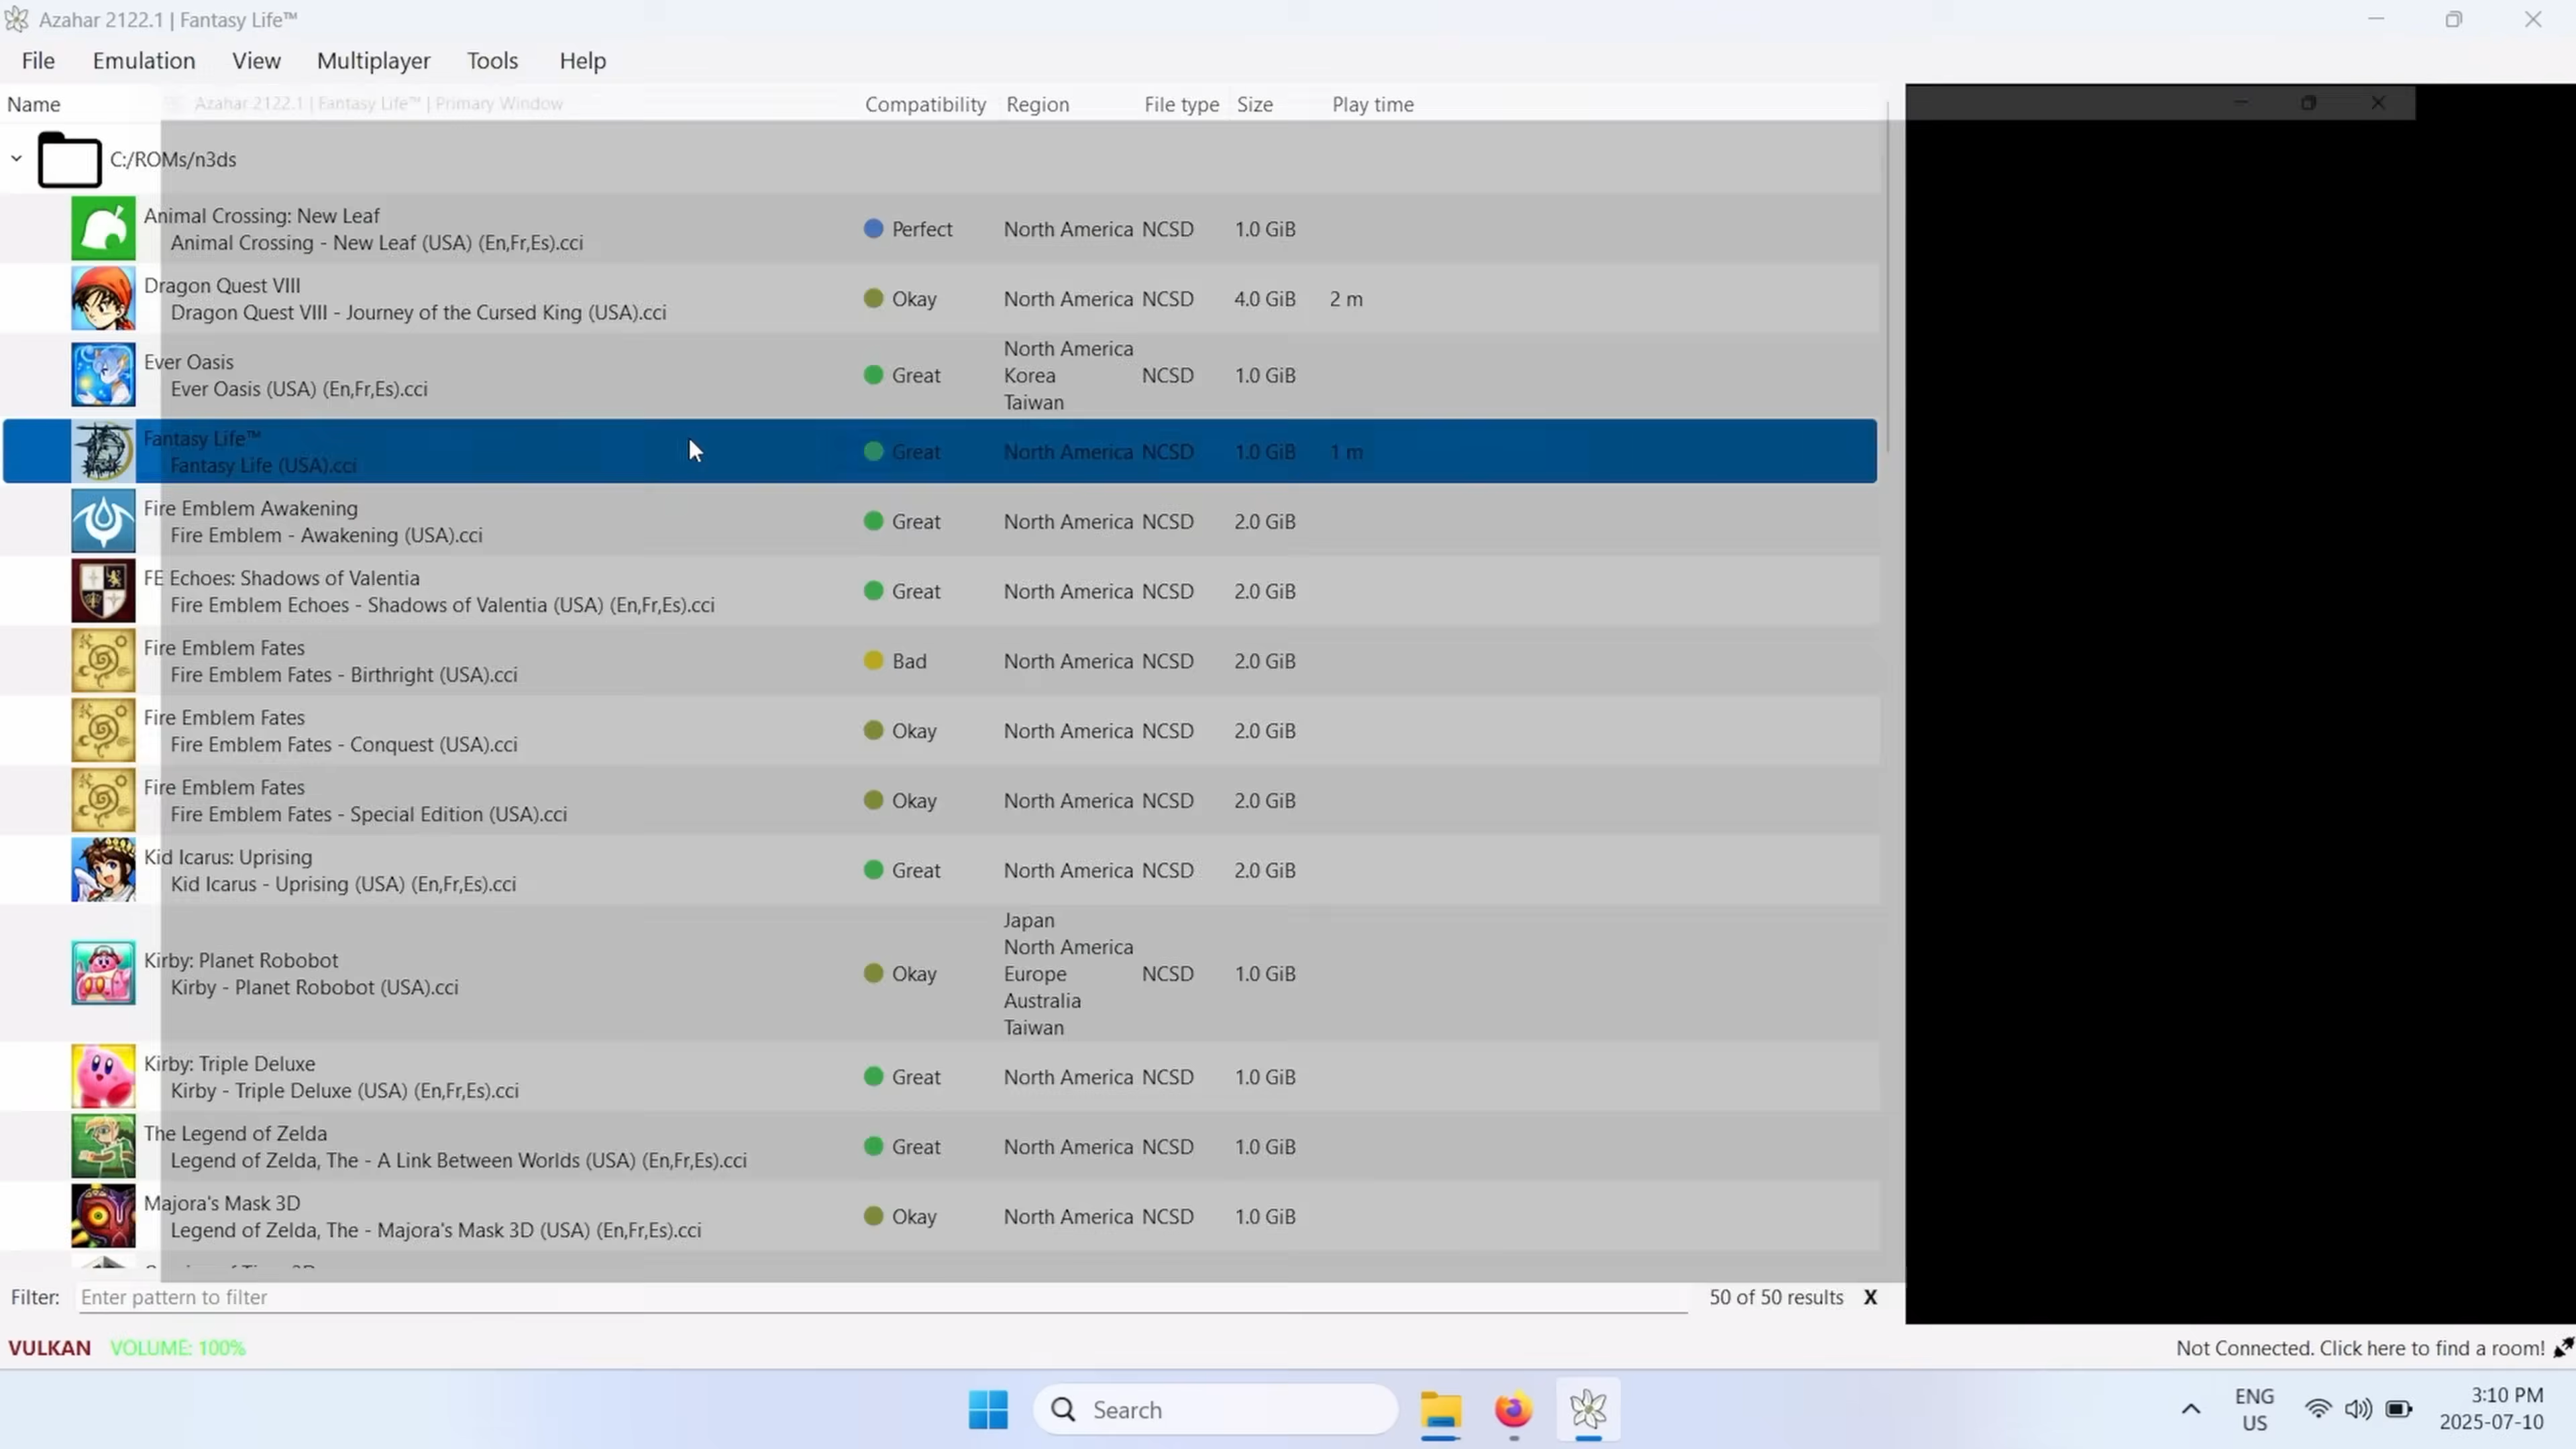 Azahar 2122.1 | Fantasy Life™
File Emulation View Multiplayer Tools Help
Azahar 2122.1 | Fantasy Life™ | Primary Window
Name Compatibility Region File type Size Play time
C:/ROMs/n3ds
Animal Crossing: New Leaf
Animal Crossing - New Leaf (USA) (En,Fr,Es).cci
Perfect North America NCSD 1.0 GiB
Dragon Quest VIII
Dragon Quest VIII - Journey of the Cursed King (USA).cci
Okay North America NCSD 4.0 GiB 2 m
Ever Oasis
Ever Oasis (USA) (En,Fr,Es).cci
Great North America NCSD 1.0 GiB
Korea
Taiwan
Fantasy Life™
Fantasy Life (USA).cci
Great North America NCSD 1.0 GiB 1 m
Fire Emblem Awakening
Fire Emblem - Awakening (USA).cci
Great North America NCSD 2.0 GiB
FE Echoes: Shadows of Valentia
Fire Emblem Echoes - Shadows of Valentia (USA) (En,Fr,Es).cci
Great North America NCSD 2.0 GiB
Fire Emblem Fates
Fire Emblem Fates - Birthright (USA).cci
Bad North America NCSD 2.0 GiB
Fire Emblem Fates
Fire Emblem Fates - Conquest (USA).cci
Okay North America NCSD 2.0 GiB
Fire Emblem Fates
Fire Emblem Fates - Special Edition (USA).cci
Okay North America NCSD 2.0 GiB
Kid Icarus: Uprising
Kid Icarus - Uprising (USA) (En,Fr,Es).cci
Great North America NCSD 2.0 GiB
Kirby: Planet Robobot
Kirby - Planet Robobot (USA).cci
Okay
Japan
North America
Europe
Australia
Taiwan
NCSD 1.0 GiB
Kirby: Triple Deluxe
Kirby - Triple Deluxe (USA) (En,Fr,Es).cci
Great North America NCSD 1.0 GiB
The Legend of Zelda
Legend of Zelda, The - A Link Between Worlds (USA) (En,Fr,Es).cci
Great North America NCSD 1.0 GiB
Majora's Mask 3D
Legend of Zelda, The - Majora's Mask 3D (USA) (En,Fr,Es).cci
Okay North America NCSD 1.0 GiB
Filter: Enter pattern to filter 50 of 50 results X
VULKAN VOLUME: 100% Not Connected. Click here to find a room!
Search
ENG
US
3:10 PM
2025-07-10